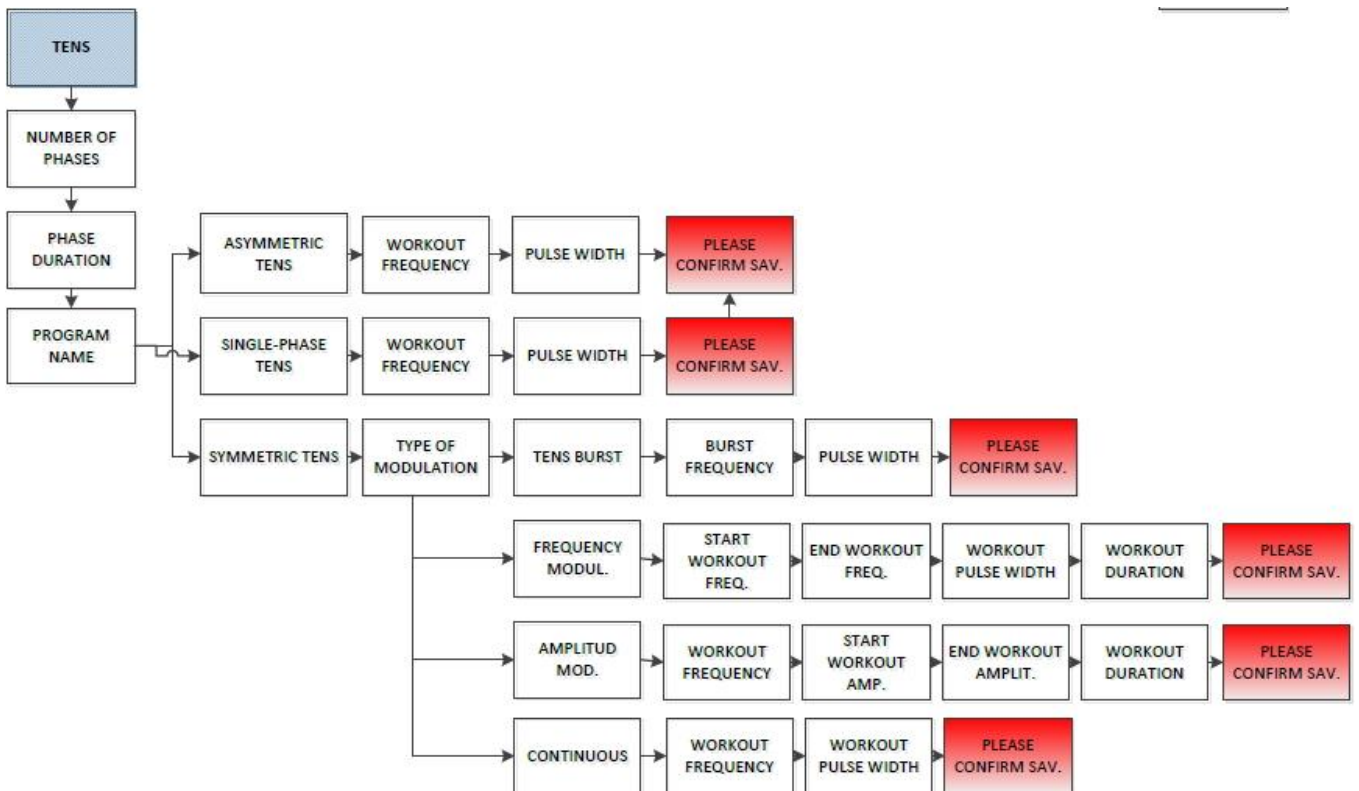 TENS
NUMBER OF
PHASES
PHASE
DURATION
PROGRAM
NAME
ASYMMETRIC
TENS
WORKOUT
FREQUENCY
PULSE WIDTH
PLEASE
CONFIRM SAV.
SINGLE-PHASE
TENS
WORKOUT
FREQUENCY
PULSE WIDTH
PLEASE
CONFIRM SAV.
SYMMETRIC TENS
TYPE OF
MODULATION
TENS BURST
BURST
FREQUENCY
PULSE WIDTH
PLEASE
CONFIRM SAV.
FREQUENCY
MODUL.
START
WORKOUT
FREQ.
END WORKOUT
FREQ.
WORKOUT
PULSE WIDTH
WORKOUT
DURATION
PLEASE
CONFIRM SAV.
AMPLITUD
MOD.
WORKOUT
FREQUENCY
START
WORKOUT
AMP.
END WORKOUT
AMPLIT.
WORKOUT
DURATION
PLEASE
CONFIRM SAV.
CONTINUOUS
WORKOUT
FREQUENCY
WORKOUT
PULSE WIDTH
PLEASE
CONFIRM SAV.